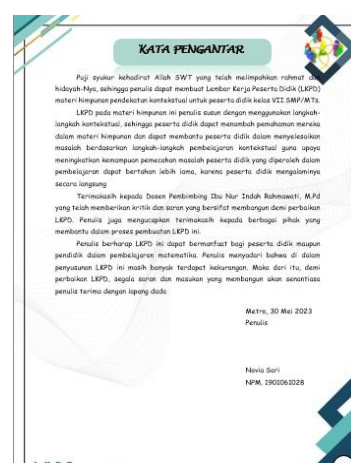 KATA PENGANTAR
Puji syukur kehadirat Allah SWT yang telah melimpahkan rahmat dan
hidayah-Nya, sehingga penulis dapat membuat Lembar Kerja Peserta Didik (LKPD)
materi himpunan pendekatan kontekstual untuk peserta didik kelas VII SMP/MTs.
LKPD pada materi himpunan ini penulis susun dengan menggunakan langkah-
langkah kontekstual, sehingga peserta didik dapat menambah pemahaman mereka
dalam materi himpunan dan dapat membantu peserta didik dalam menyelesaikan
masalah berdasarkan langkah-langkah pembelajaran kontekstual guna upaya
meningkatkan kemampuan pemecahan masalah peserta didik yang diperoleh dalam
pembelajaran dapat bertahan lebih lama, karena peserta didik mengalaminya
secara langsung
Terimakasih kepada Dosen Pembimbing Ibu Nur Indah Rahmawati, M.Pd
yang telah memberikan kritik dan saran yang bersifat membangun demi perbaikan
LKPD. Penulis juga mengucapkan terimakasih kepada berbagai pihak yang
membantu dalam proses pembuatan LKPD ini.
Penulis berharap LKPD ini dapat bermanfaat bagi peserta didik maupun
pendidik dalam pembelajaran matematika. Penulis menyadari bahwa di dalam
penyusunan LKPD ini masih banyak terdapat kekurangan. Maka dari itu, demi
perbaikan LKPD, segala saran dan masukan yang membangun akan senantiasa
penulis terima dengan lapang dada
Metro, 30 Mei 2023
Penulis
Novia Sari
NPM. 1901061028